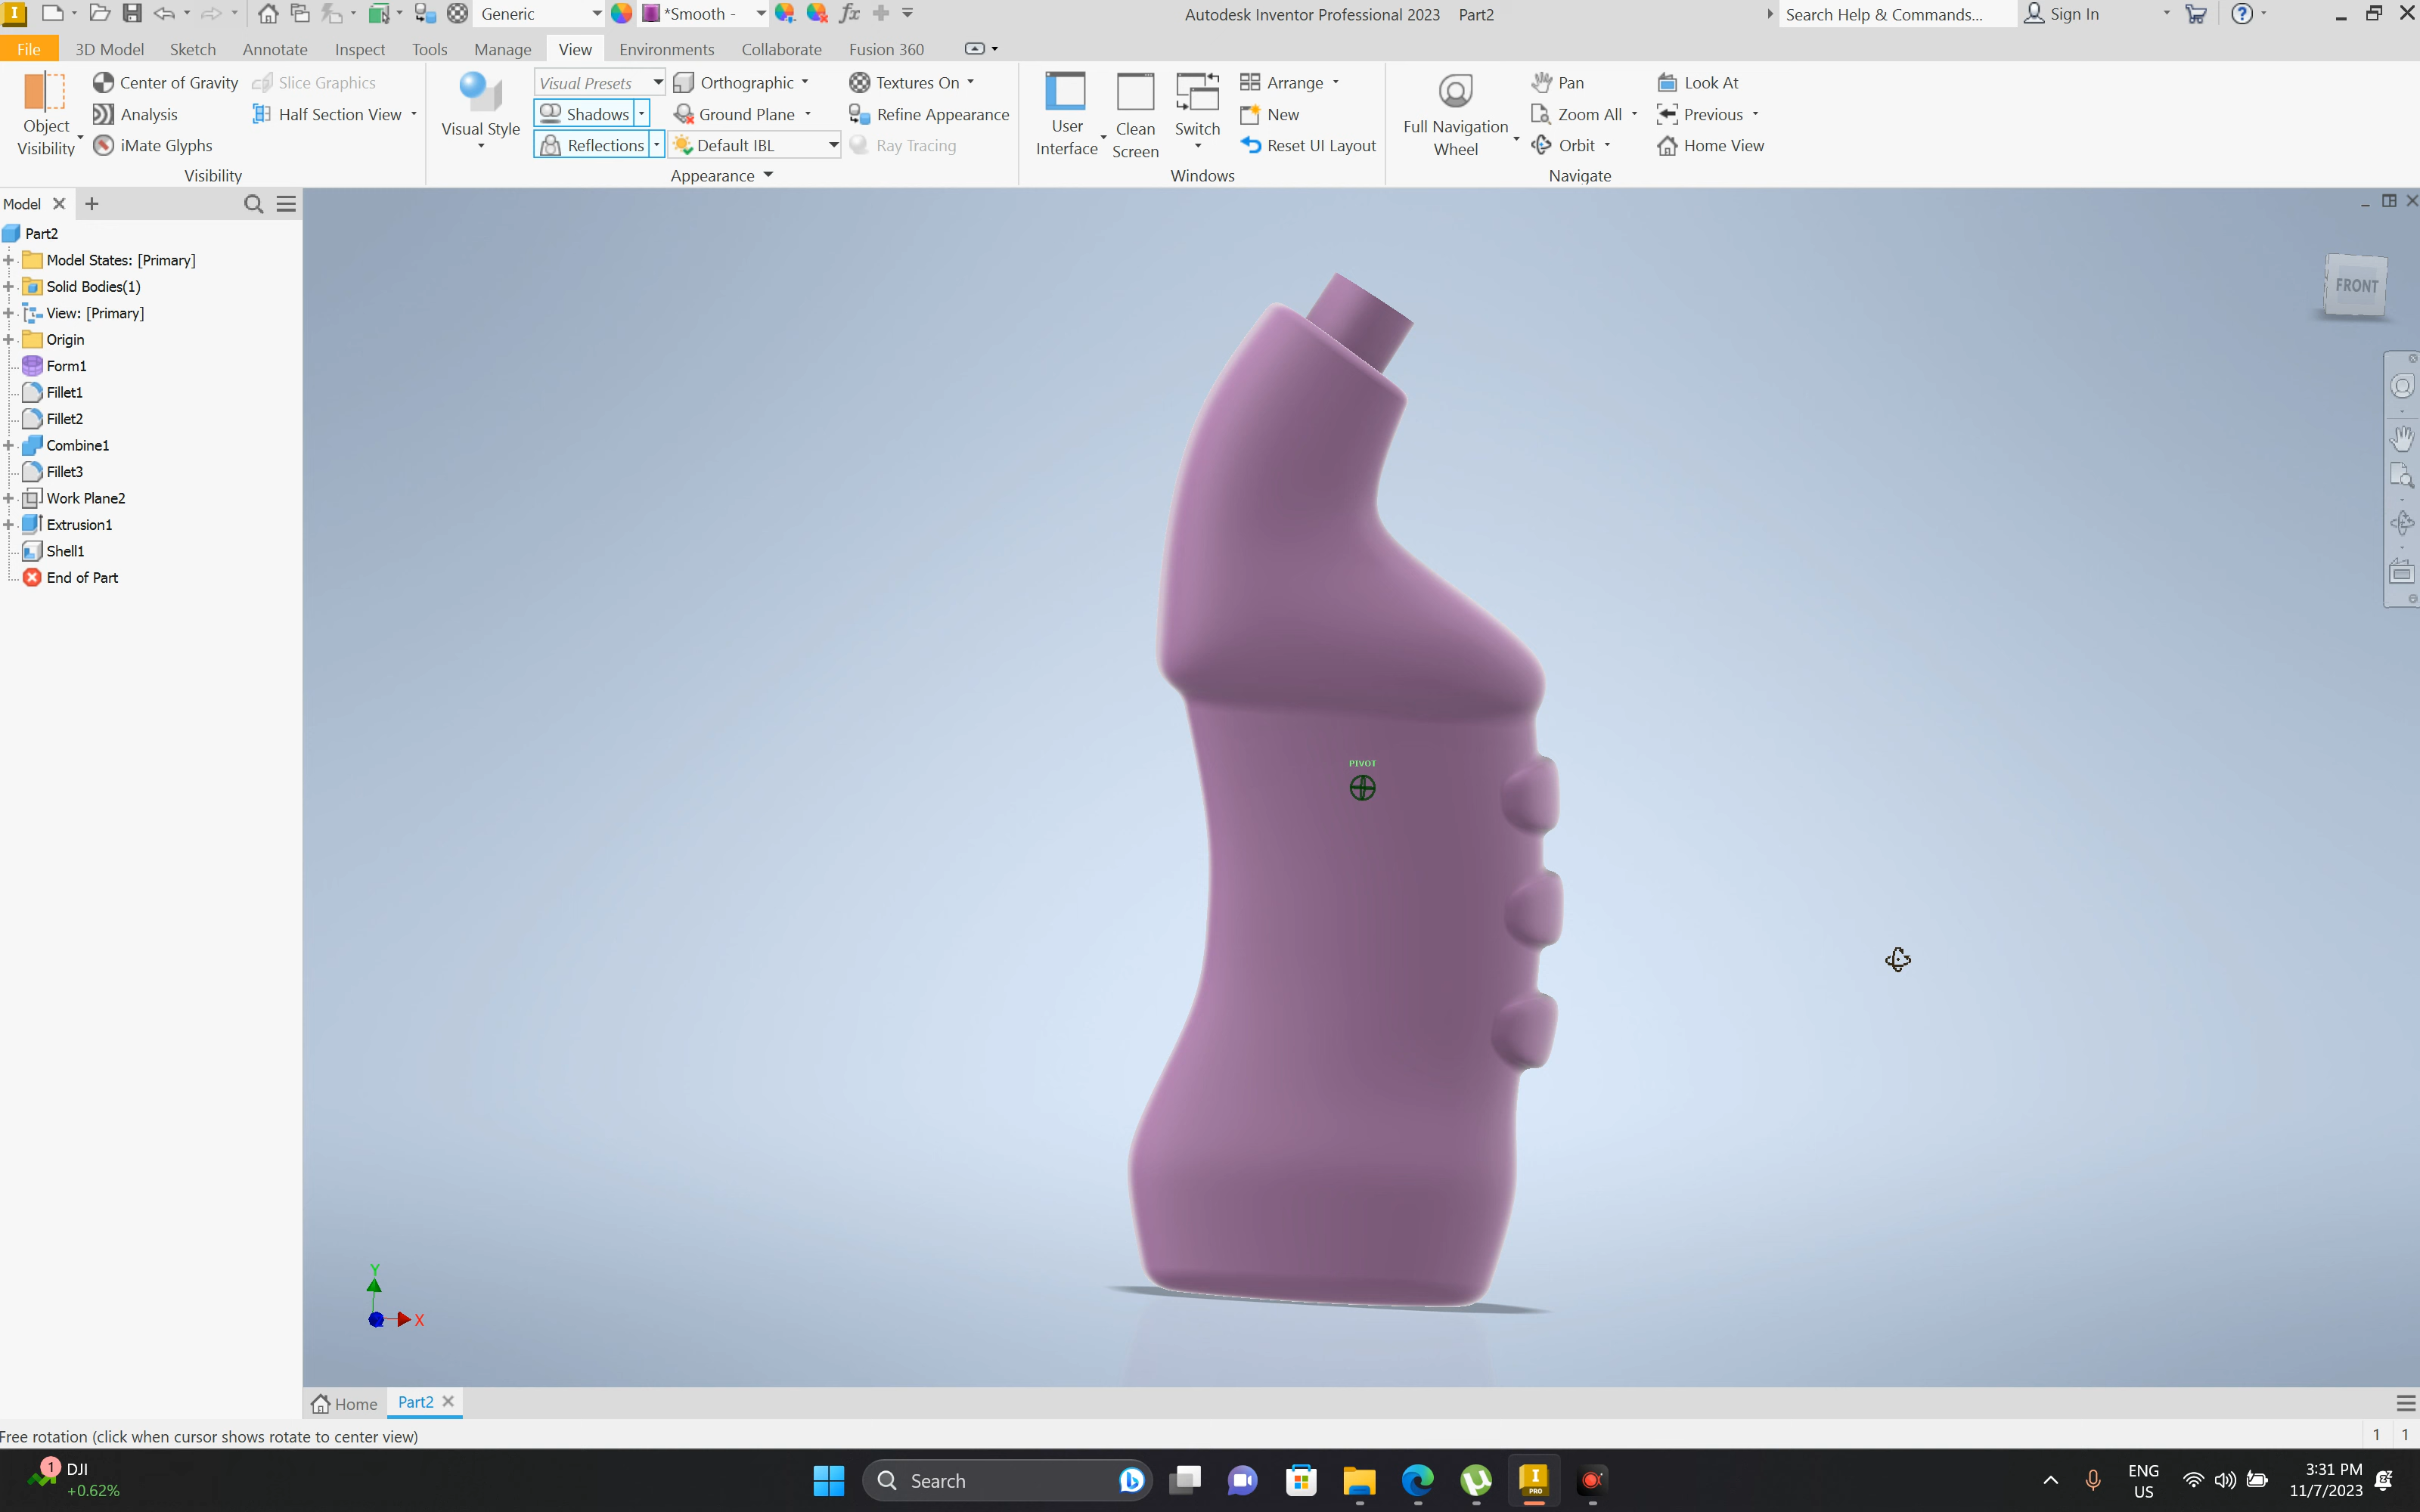 Generic
*Smooth -
Autodesk Inventor Professional 2023 Part2
Search Help & Commands...
Sign In
File 3D Model Sketch Annotate Inspect Tools Manage View Environments Collaborate Fusion 360
Object Visibility
Center of Gravity
Analysis
iMate Glyphs
Slice Graphics
Half Section View
Visibility
Visual Style
Visual Presets
Shadows
Reflections
Orthographic
Ground Plane
Default IBL
Textures On
Refine Appearance
Ray Tracing
Appearance
User Interface
Clean Screen
Switch
Arrange
New
Reset UI Layout
Windows
Full Navigation Wheel
Pan
Zoom All
Orbit
Look At
Previous
Home View
Navigate
Model
Part2
Model States: [Primary]
Solid Bodies(1)
View: [Primary]
Origin
Form1
Fillet1
Fillet2
Combine1
Fillet3
Work Plane2
Extrusion1
Shell1
End of Part
FRONT
PIVOT
Y
X
Home
Part2
Free rotation (click when cursor shows rotate to center view)
1 1
1
DJI
+0.62%
Search
I
PRO
ENG
US
3:31 PM
11/7/2023